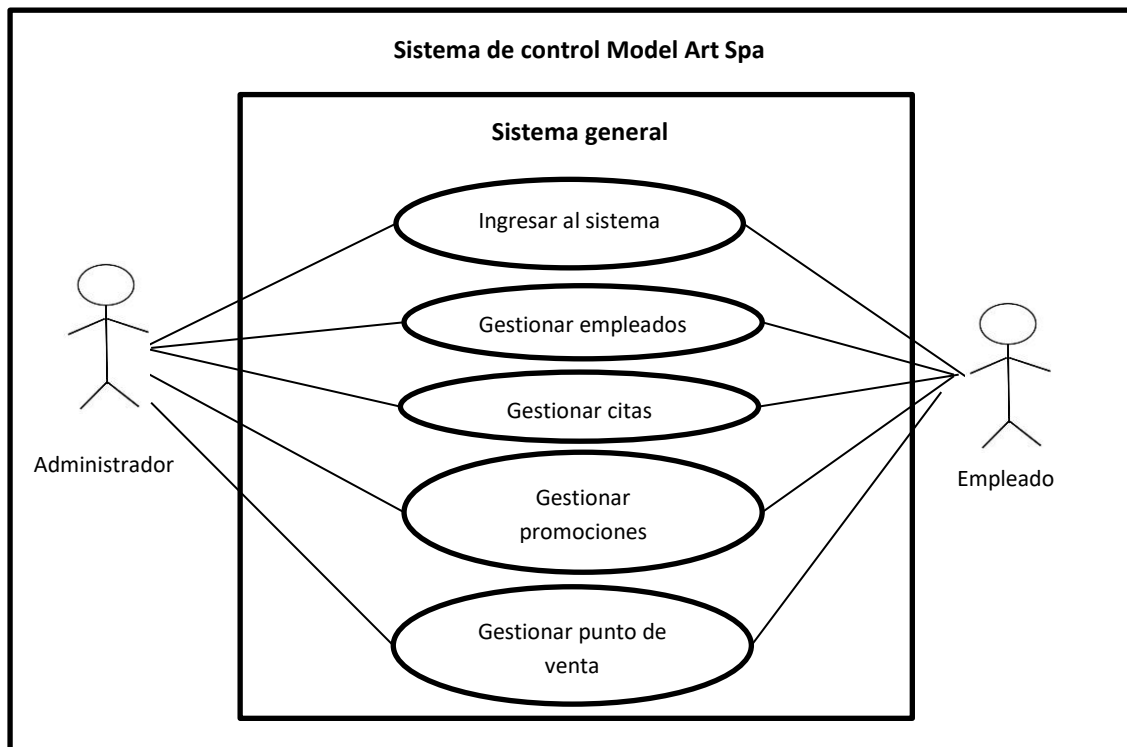 Sistema de control Model Art Spa
Sistema general
Ingresar al sistema
Gestionar empleados
Gestionar citas
Administrador
Empleado
Gestionar
promociones
Gestionar punto de
venta